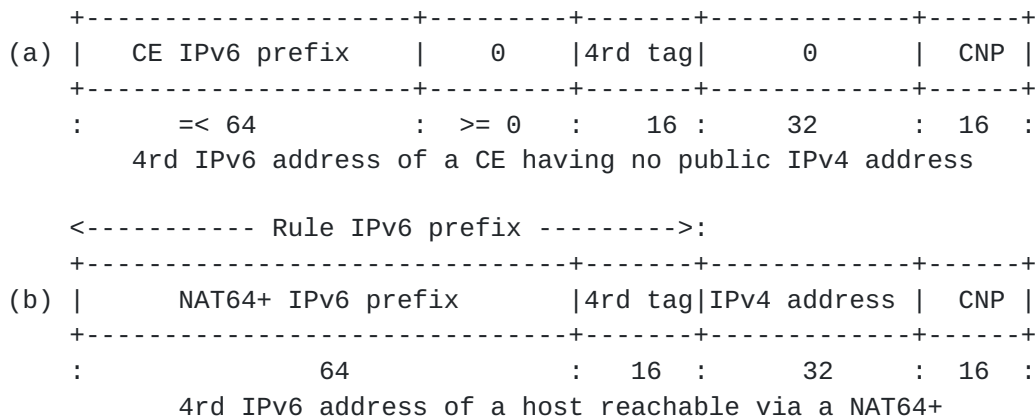 +---------------------+---------+-------+-------------+------+
(a) |   CE IPv6 prefix    |    0    |4rd tag|      0      |  CNP |
+---------------------+---------+-------+-------------+------+
:      =< 64          :  >= 0   :    16 :     32      :  16  :
4rd IPv6 address of a CE having no public IPv4 address
<----------- Rule IPv6 prefix --------->:
+-------------------------------+-------+-------------+------+
(b) |      NAT64+ IPv6 prefix       |4rd tag|IPv4 address |  CNP |
+-------------------------------+-------+-------------+------+
:               64              :   16  :      32     :  16  :
4rd IPv6 address of a host reachable via a NAT64+